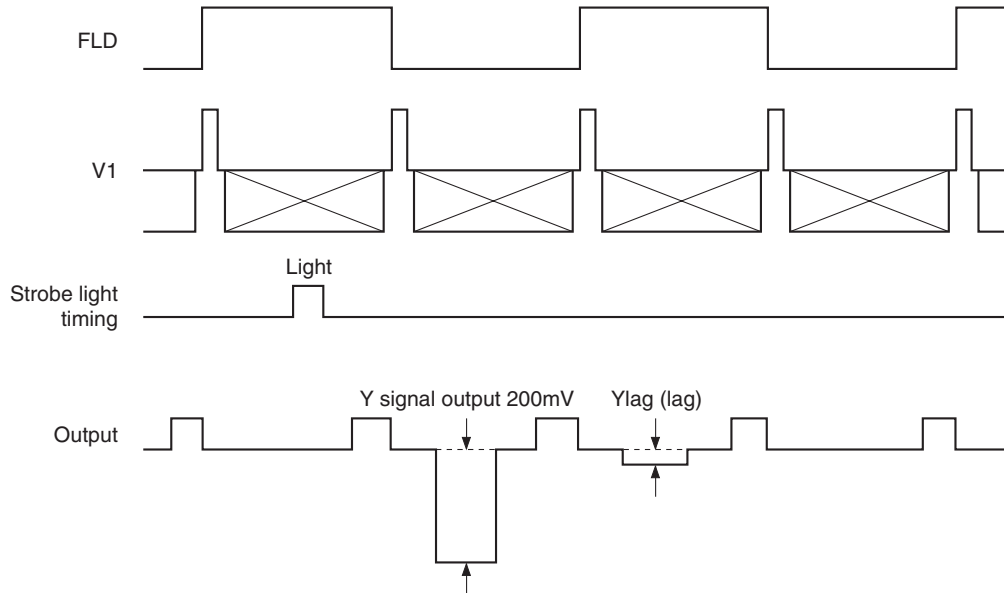 FLD
V1
Light
Strobe light
timing
Y signal output 200mV
Ylag (lag)
Output